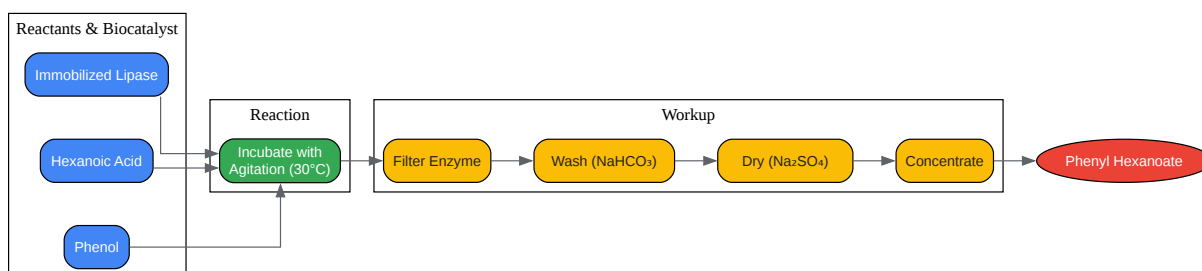 Reactants & Biocatalyst
Immobilized Lipase
Hexanoic Acid
Phenol
Reaction
Incubate with
Agitation (30°C)
Workup
Filter Enzyme
Wash (NaHCO₃)
Dry (Na₂SO₄)
Concentrate
Phenyl Hexanoate